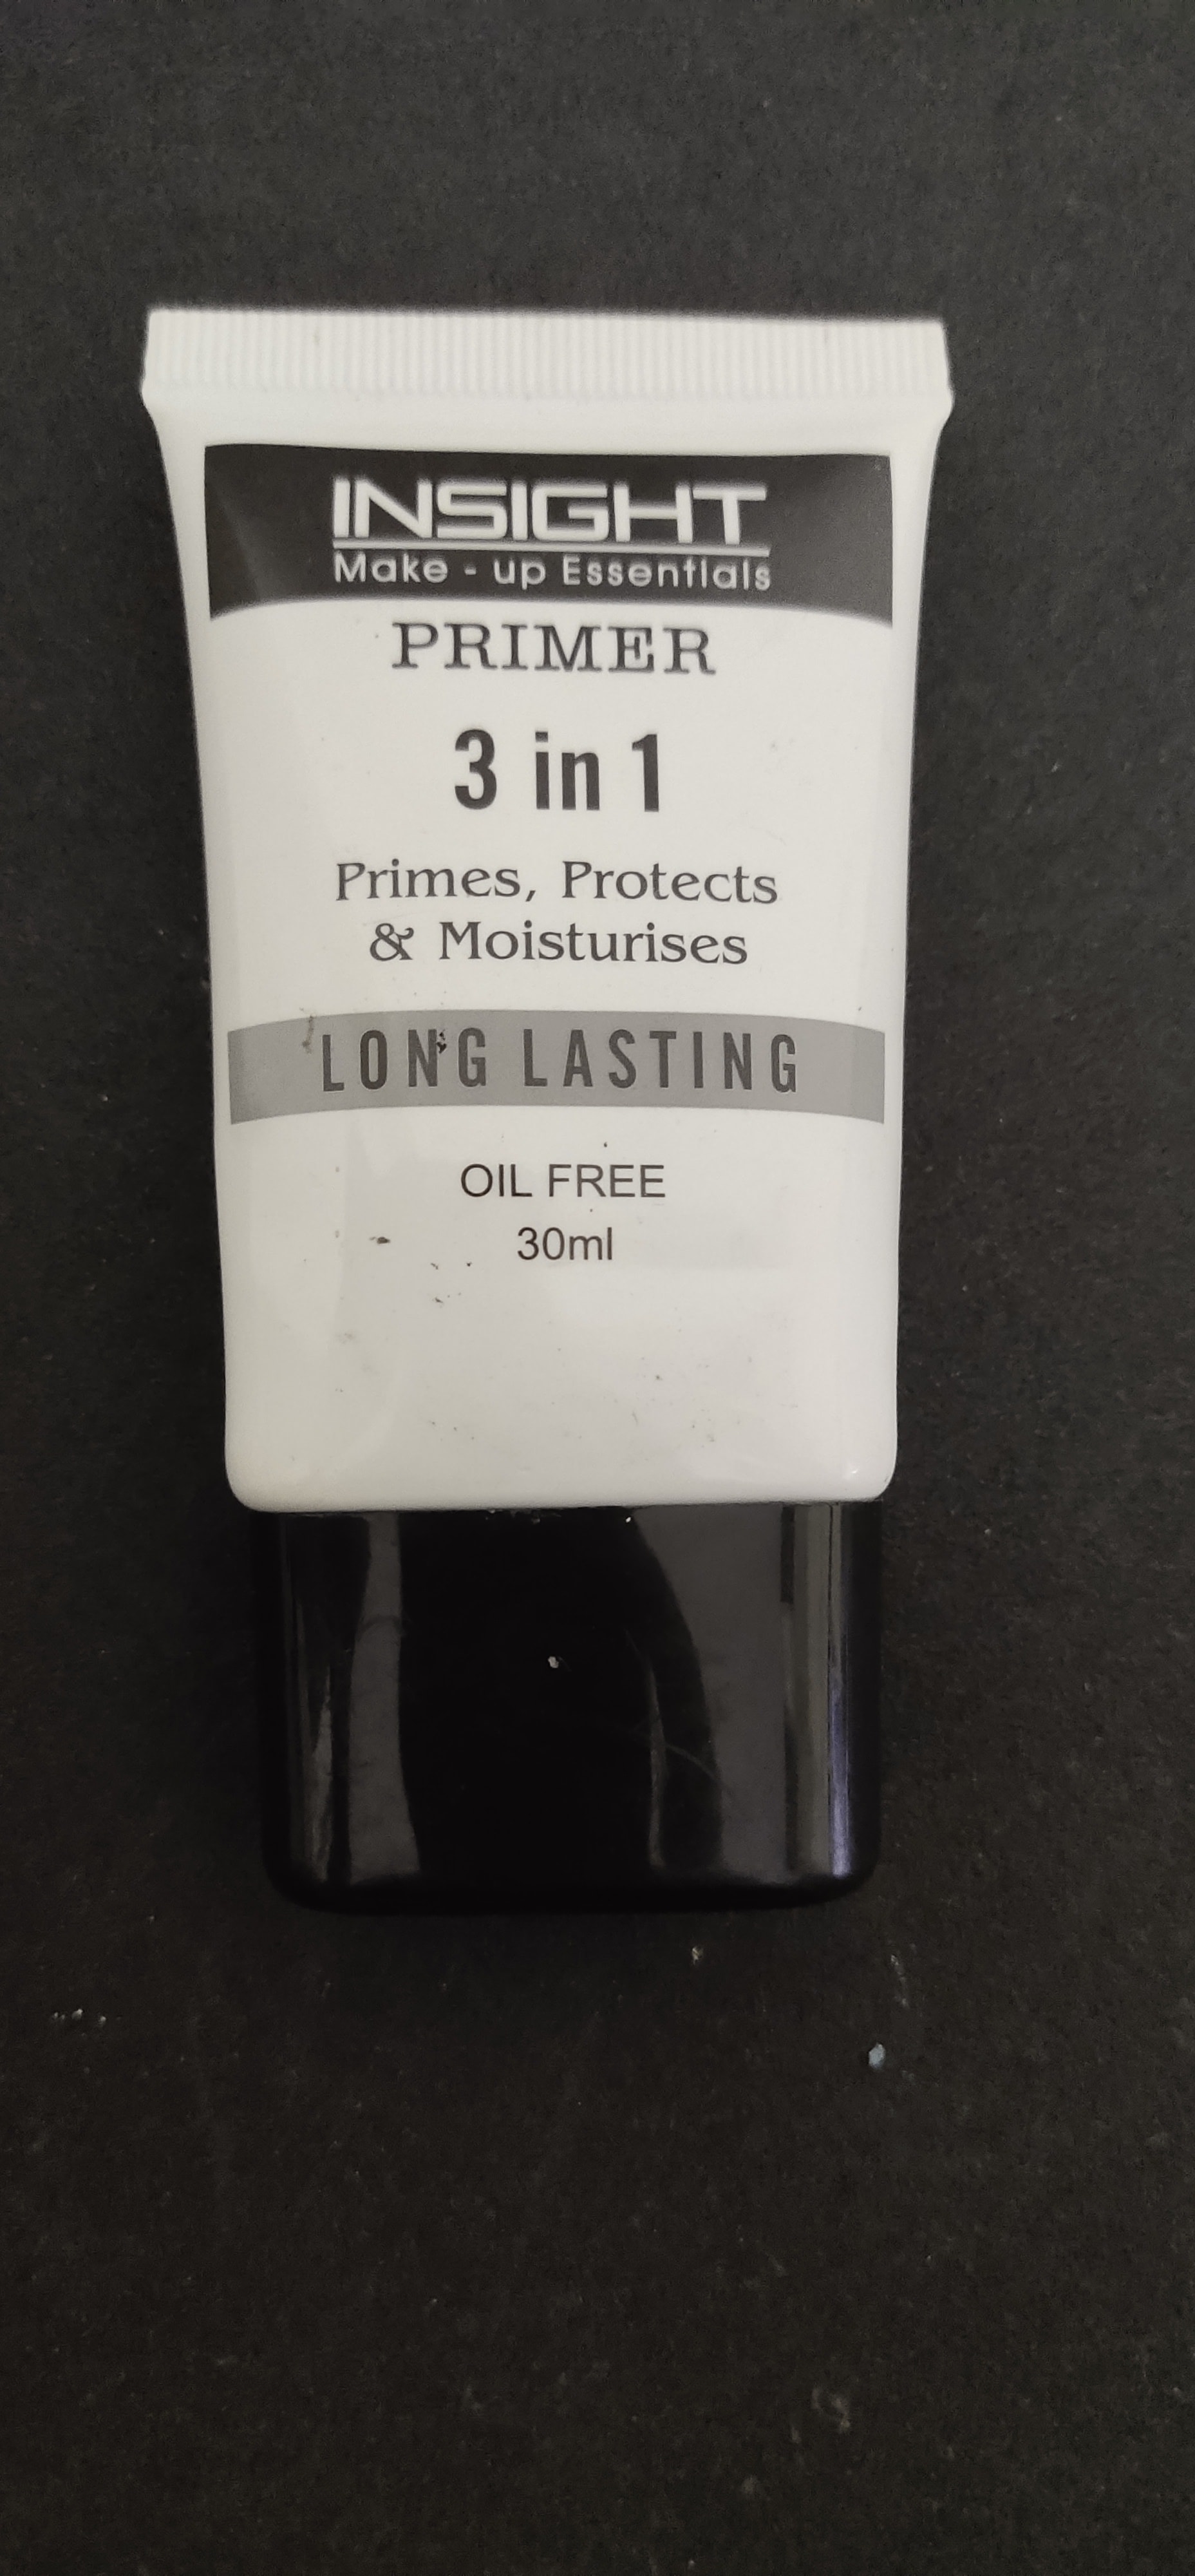 INSIGHT
Make - up Essentials
PRIMER
3 in 1
Primes, Protects
& Moisturises
LONG LASTING
OIL FREE
30ml